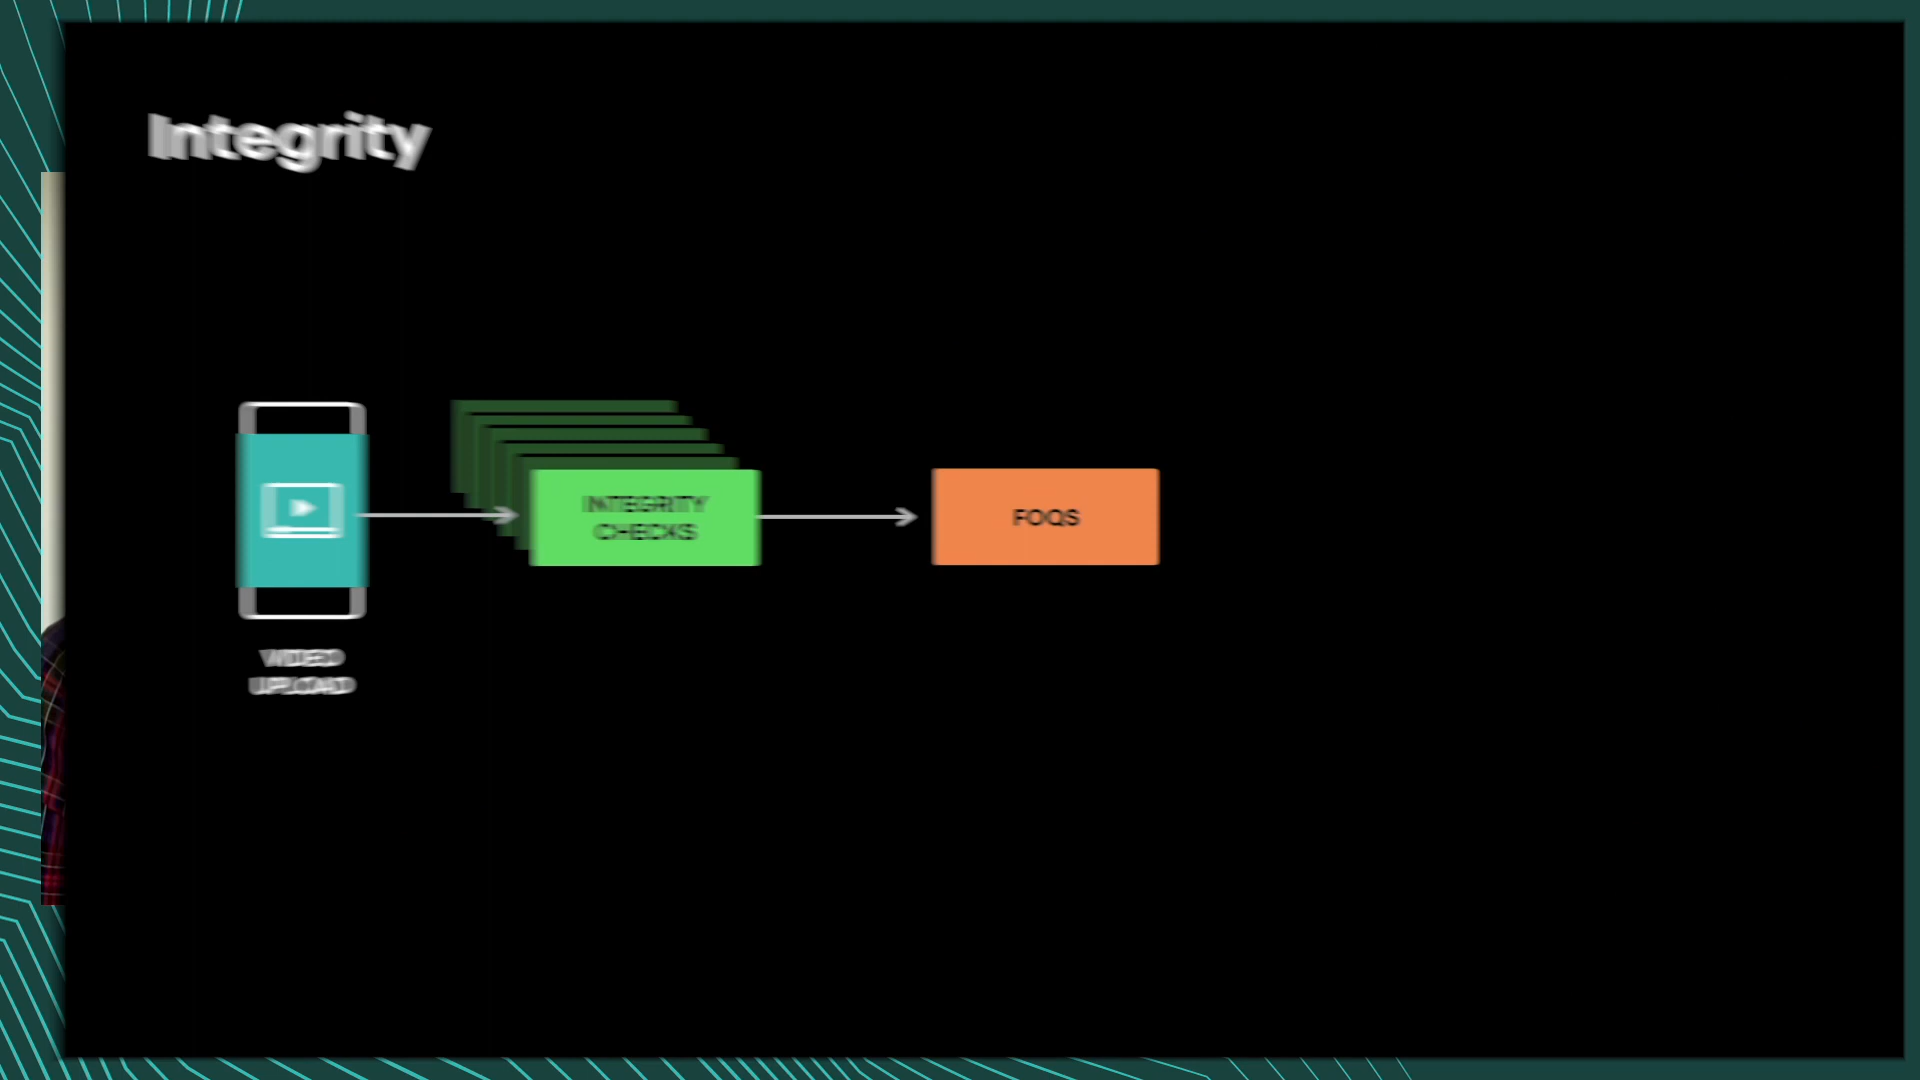 Integrity
INTEGRITY
CHECKS
FOQS
VIDEO
UPLOAD